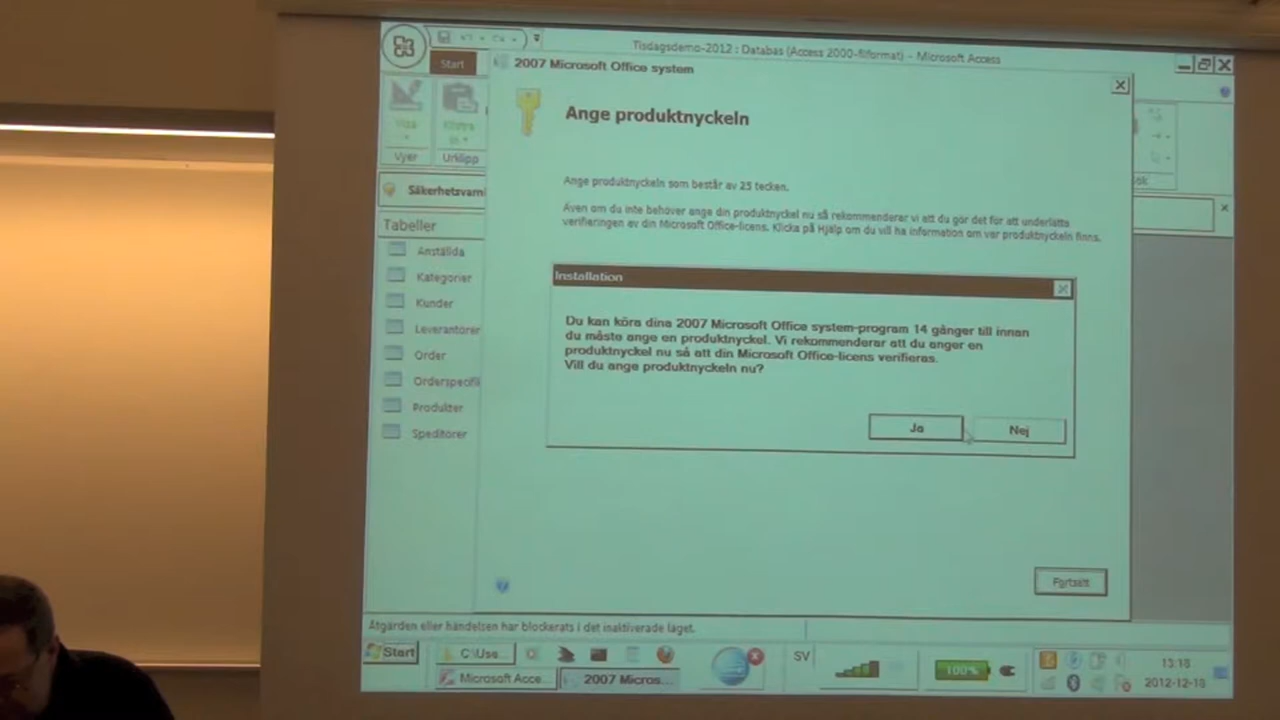 Tisdagsdemo-2012 : Databas (Access 2000-filformat) - Microsoft Access
Start
2007 Microsoft Office system
Ange produktnyckeln
Visa
Klistra
in
Vyer
Urklipp
Ange produktnyckeln som består av 25 tecken.
Även om du inte behöver ange din produktnyckel nu så rekommenderar vi att du gör det för att underlätta
verifieringen av din Microsoft Office-licens. Klicka på Hjälp om du vill ha information om var produktnyckeln finns.
Säkerhetsvarn
Tabeller
Anställda
Kategorier
Kunder
Leverantörer
Order
Orderspecifi
Produkter
Speditörer
Installation
Du kan köra dina 2007 Microsoft Office system-program 14 gånger till innan
du måste ange en produktnyckel. Vi rekommenderar att du anger en
produktnyckel nu så att din Microsoft Office-licens verifieras.
Vill du ange produktnyckeln nu?
Ja
Nej
Fortsätt
Åtgärden eller händelsen har blockerats i det inaktiverade läget.
Start
C:\Use...
SV
100%
13:18
Microsoft Acce...
2007 Micros...
2012-12-18